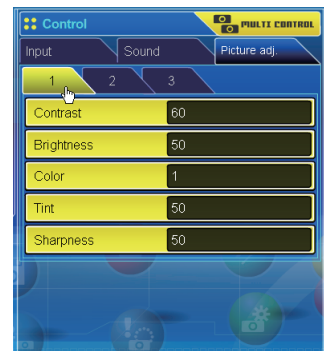 Control MULTI CONTROL
Input Sound Picture adj.
1 2 3
Contrast 60
Brightness 50
Color 1
Tint 50
Sharpness 50